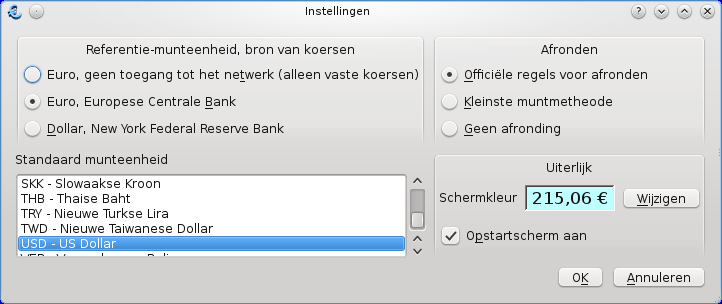 Instellingen
Referentie-munteenheid, bron van koersen
Euro, geen toegang tot het netwerk (alleen vaste koersen)
Euro, Europese Centrale Bank
Dollar, New York Federal Reserve Bank
Afronden
Officiële regels voor afronden
Kleinste muntmetheode
Geen afronding
Standaard munteenheid
SKK - Slowaakse Kroon
THB - Thaise Baht
TRY - Nieuwe Turkse Lira
TWD - Nieuwe Taiwanese Dollar
USD - US Dollar
Uiterlijk
Schermkleur 215,06 € Wijzigen
Opstartscherm aan
OK Annuleren